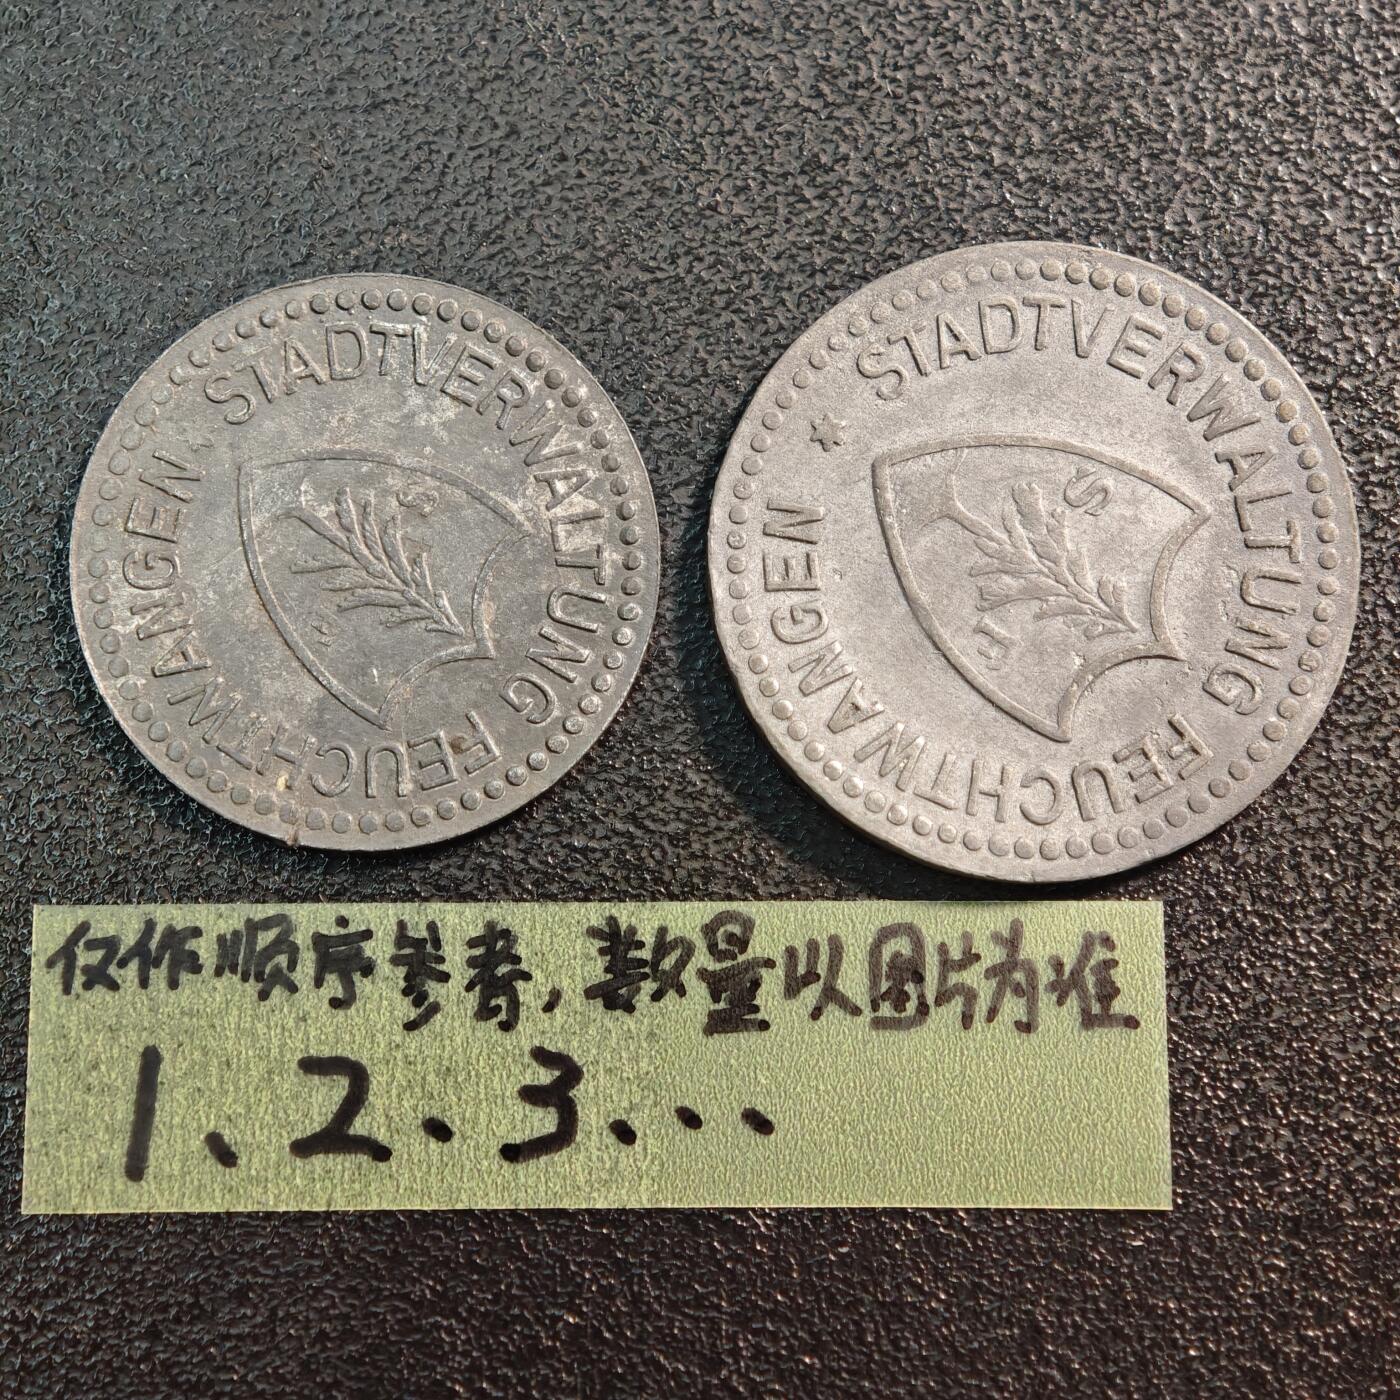 STADTVERWALTUNG FEUCHTWANGEN
S
STADTVERWALTUNG FEUCHTWANGEN *
S
F
仅作顺序参考，数量以图片为准
1、2、3...